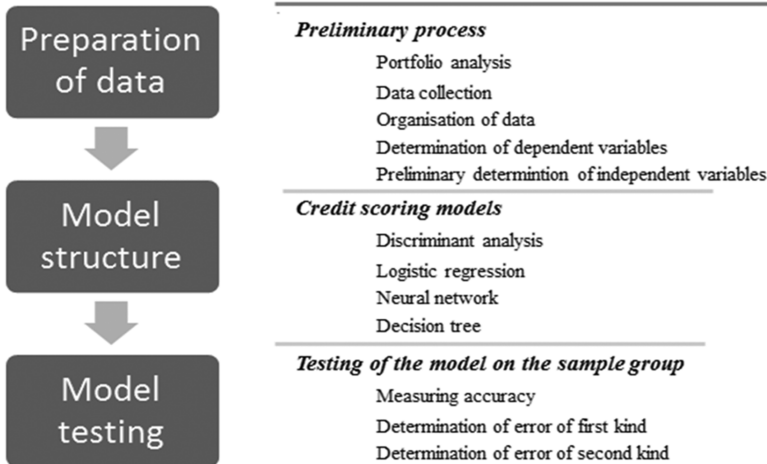 Preparation
of data
Preliminary process
Portfolio analysis
Data collection
Organisation of data
Determination of dependent variables
Preliminary determintion of independent variables
Model
structure
Credit scoring models
Discriminant analysis
Logistic regression
Neural network
Decision tree
Model
testing
Testing of the model on the sample group
Measuring accuracy
Determination of error of first kind
Determination of error of second kind